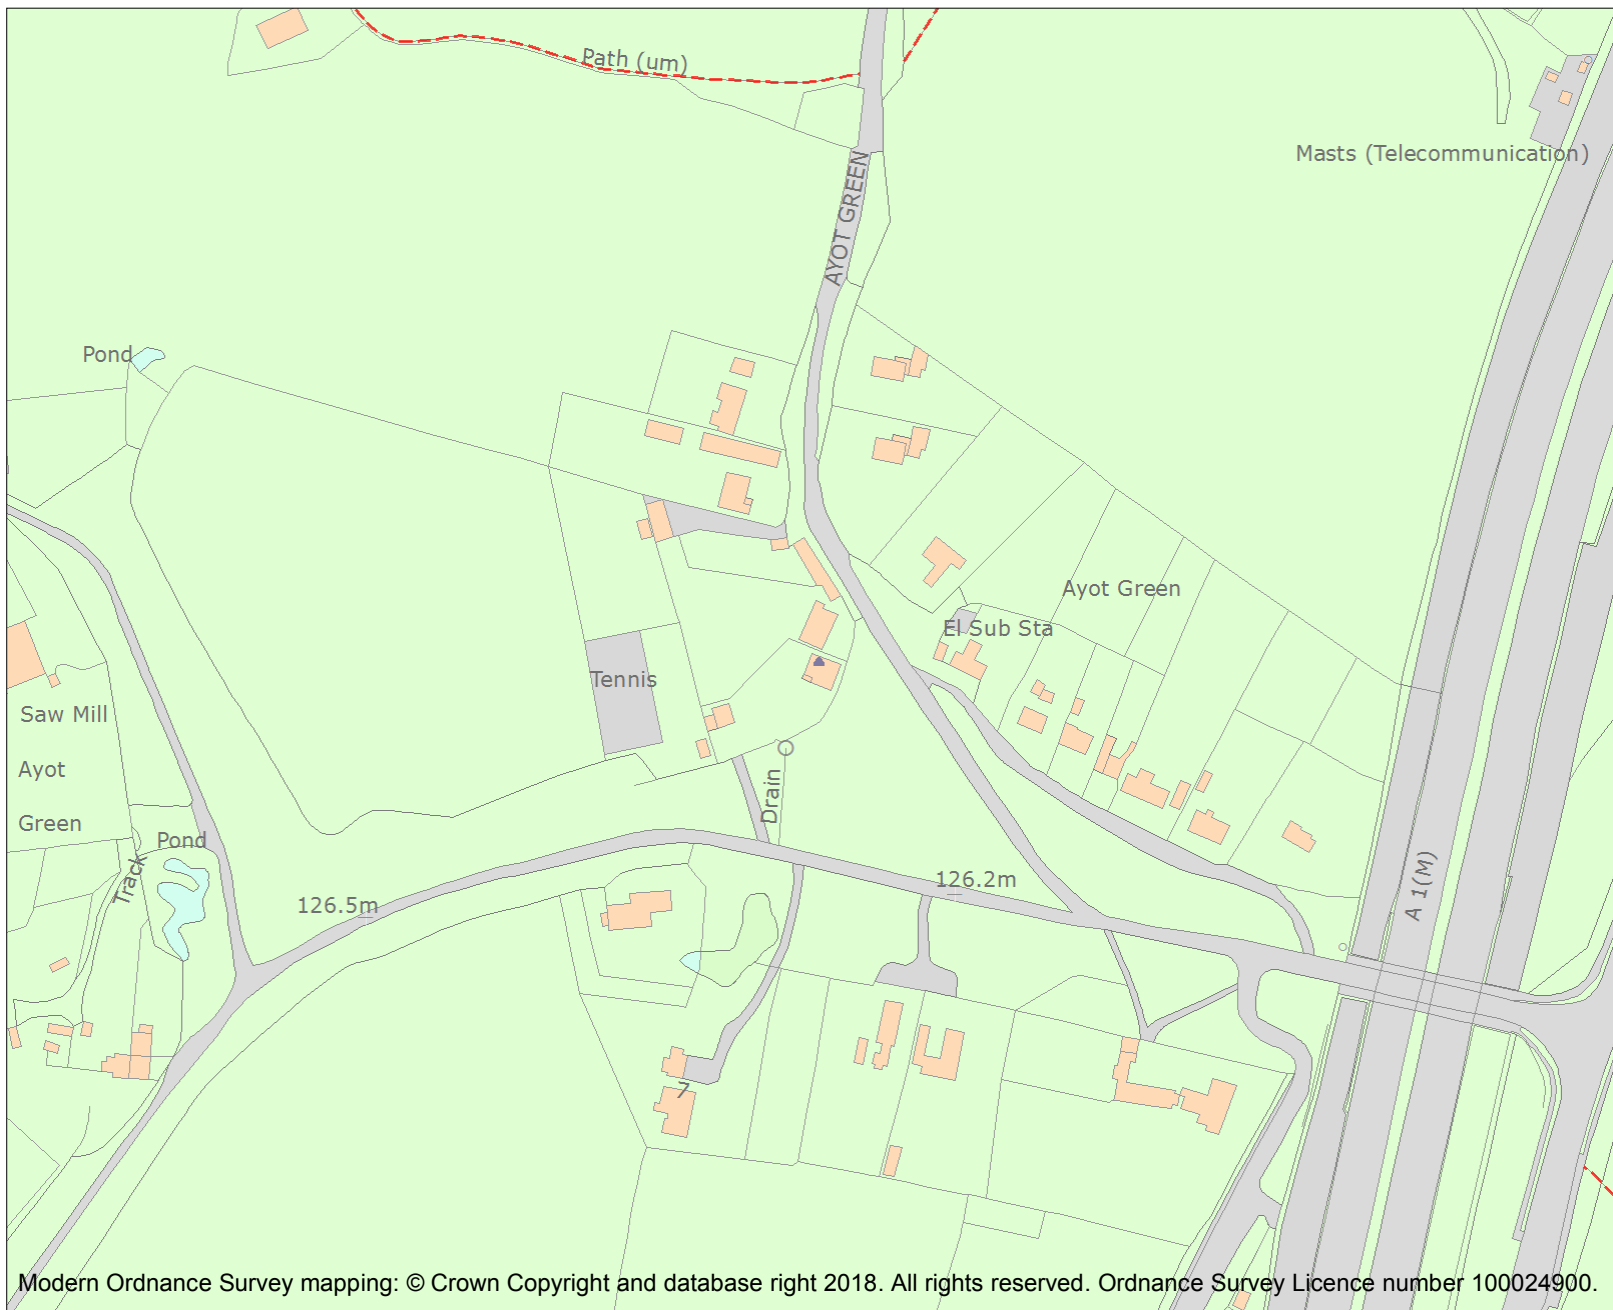 Path (um)
Masts (Telecommunication)
AYOT GREEN
Pond
Ayot Green
El Sub Sta
Tennis
Saw Mill
Ayot
Green
Drain
Pond
Track
126.5m
126.2m
A 1(M)
7
Modern Ordnance Survey mapping: © Crown Copyright and database right 2018. All rights reserved. Ordnance Survey Licence number 100024900.